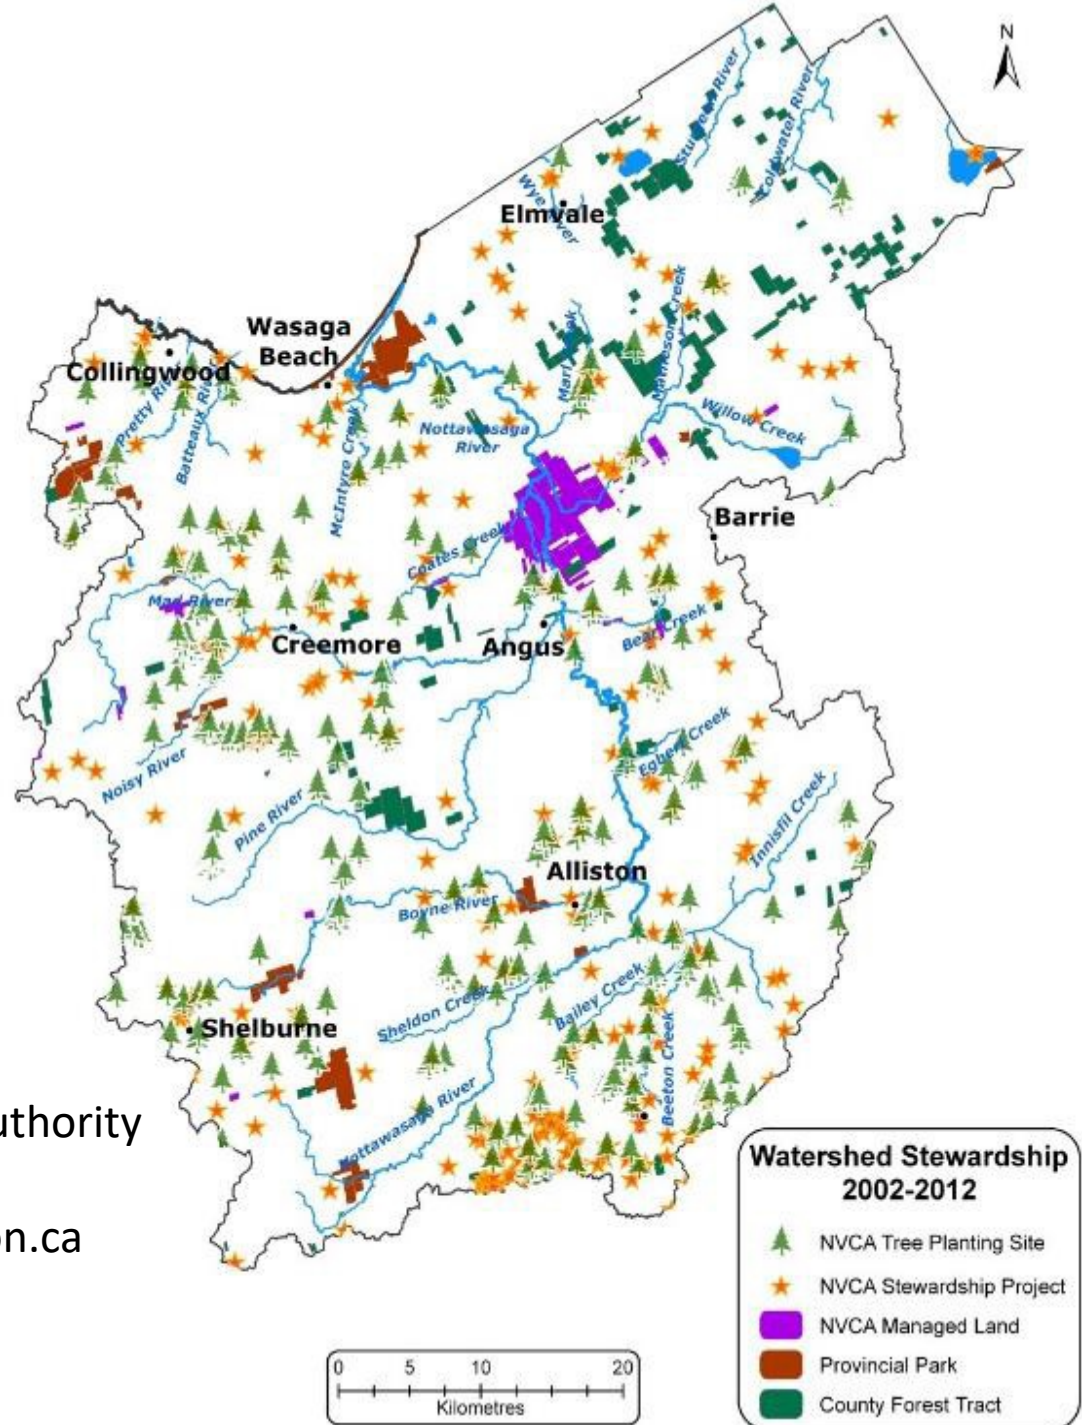 N
Sturgeon River
Coldwater River
Wye River
Elmvale
Wasaga
Beach
Collingwood
Pretty River
Batteaux River
McIntyre Creek
Nottawasaga
River
Marl Creek
Matheson Creek
Willow Creek
Barrie
Coates Creek
Mad River
Creemore
Angus
Bear Creek
Noisy River
Egbert Creek
Pine River
Innisfil Creek
Alliston
Boyne River
Sheldon Creek
Bailey Creek
Shelburne
Beeton Creek
Nottawasaga River
uthority
on.ca
Watershed Stewardship
2002-2012
NVCA Tree Planting Site
NVCA Stewardship Project
NVCA Managed Land
Provincial Park
County Forest Tract
0 5 10 20
Kilometres